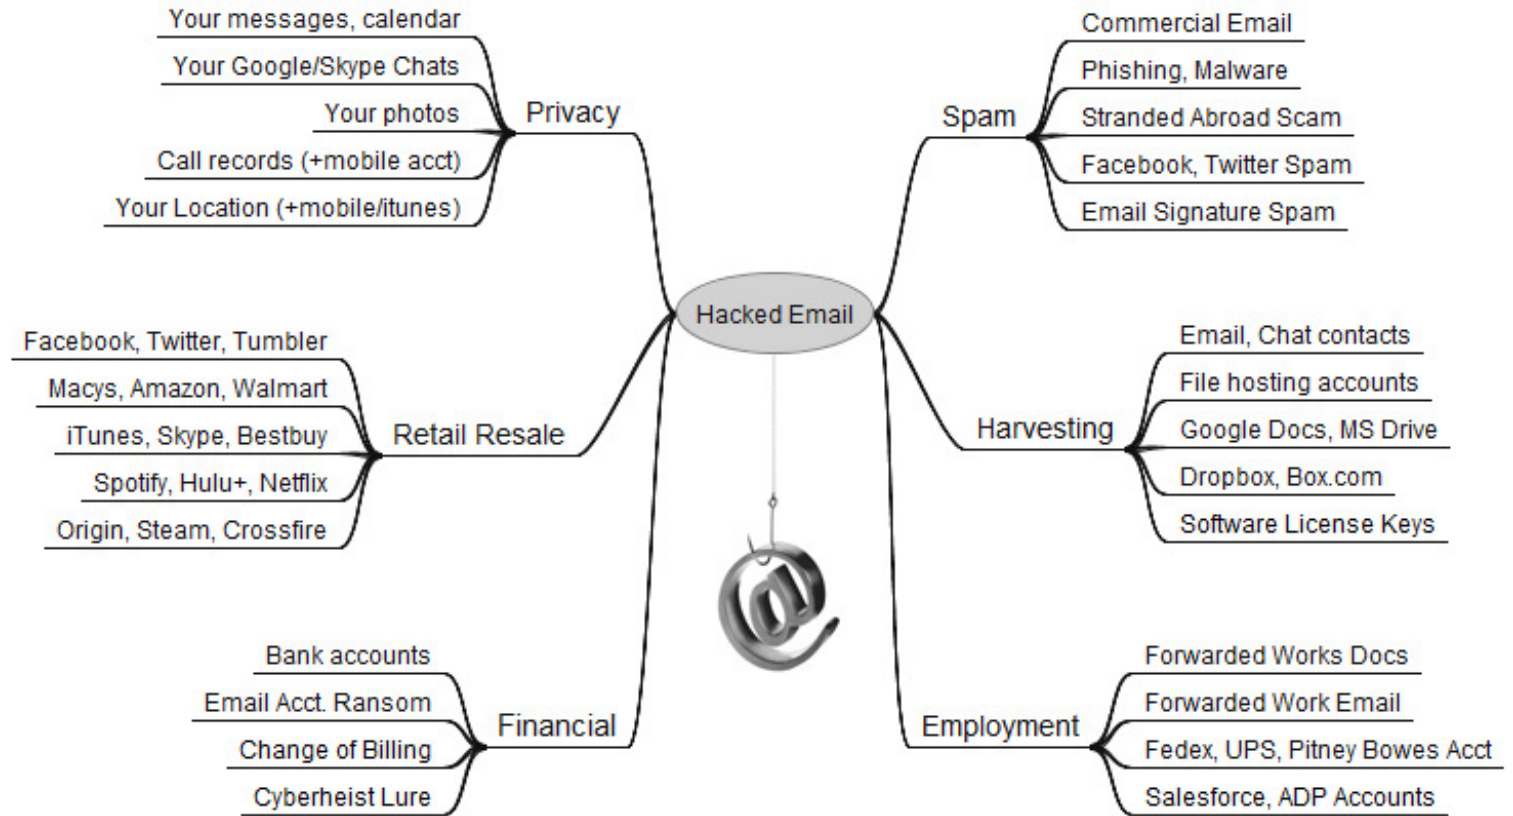 Hacked Email
Privacy
Your messages, calendar
Your Google/Skype Chats
Your photos
Call records (+mobile acct)
Your Location (+mobile/itunes)
Retail Resale
Facebook, Twitter, Tumbler
Macys, Amazon, Walmart
iTunes, Skype, Bestbuy
Spotify, Hulu+, Netflix
Origin, Steam, Crossfire
Financial
Bank accounts
Email Acct. Ransom
Change of Billing
Cyberheist Lure
Spam
Commercial Email
Phishing, Malware
Stranded Abroad Scam
Facebook, Twitter Spam
Email Signature Spam
Harvesting
Email, Chat contacts
File hosting accounts
Google Docs, MS Drive
Dropbox, Box.com
Software License Keys
Employment
Forwarded Works Docs
Forwarded Work Email
Fedex, UPS, Pitney Bowes Acct
Salesforce, ADP Accounts
@